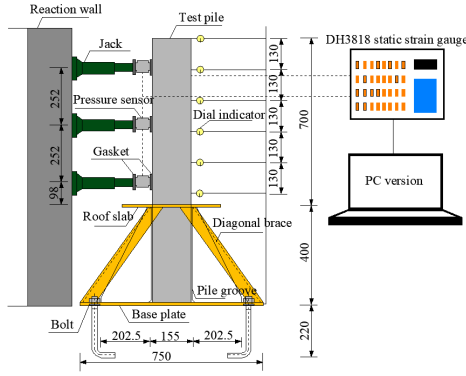 Reaction wall
Test pile
Jack
DH3818 static strain gauge
130
130
252
Pressure sensor
130
Dial indicator
700
130
252
Gasket
130
PC version
98
Roof slab
Diagonal brace
400
Pile groove
Base plate
Bolt
202.5
155
202.5
220
750